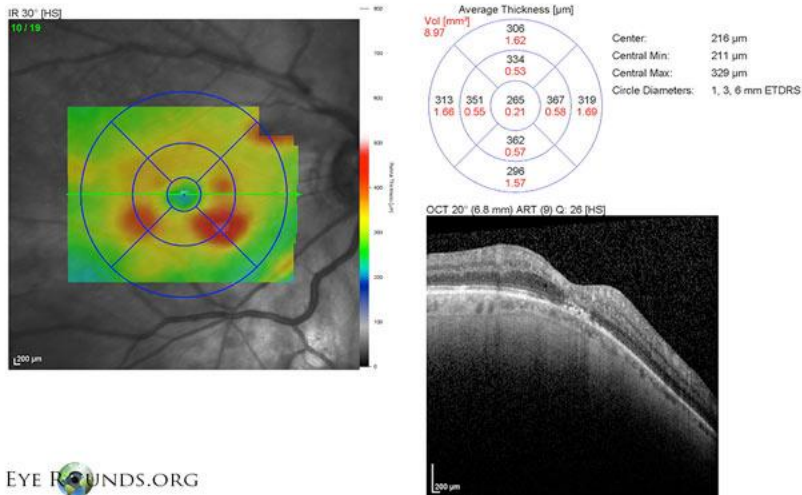 IR 30° [HS]
10 / 19
200 µm
Average Thickness [µm]
Vol [mm³]
8.97
306
1.62
334
0.53
313 351 265 367 319
1.66 0.55 0.21 0.58 1.69
362
0.57
296
1.57
Center: 216 µm
Central Min: 211 µm
Central Max: 329 µm
Circle Diameters: 1, 3, 6 mm ETDRS
OCT 20° (6.8 mm) ART (9) Q: 26 [HS]
200 µm
EYE ROUNDS.ORG